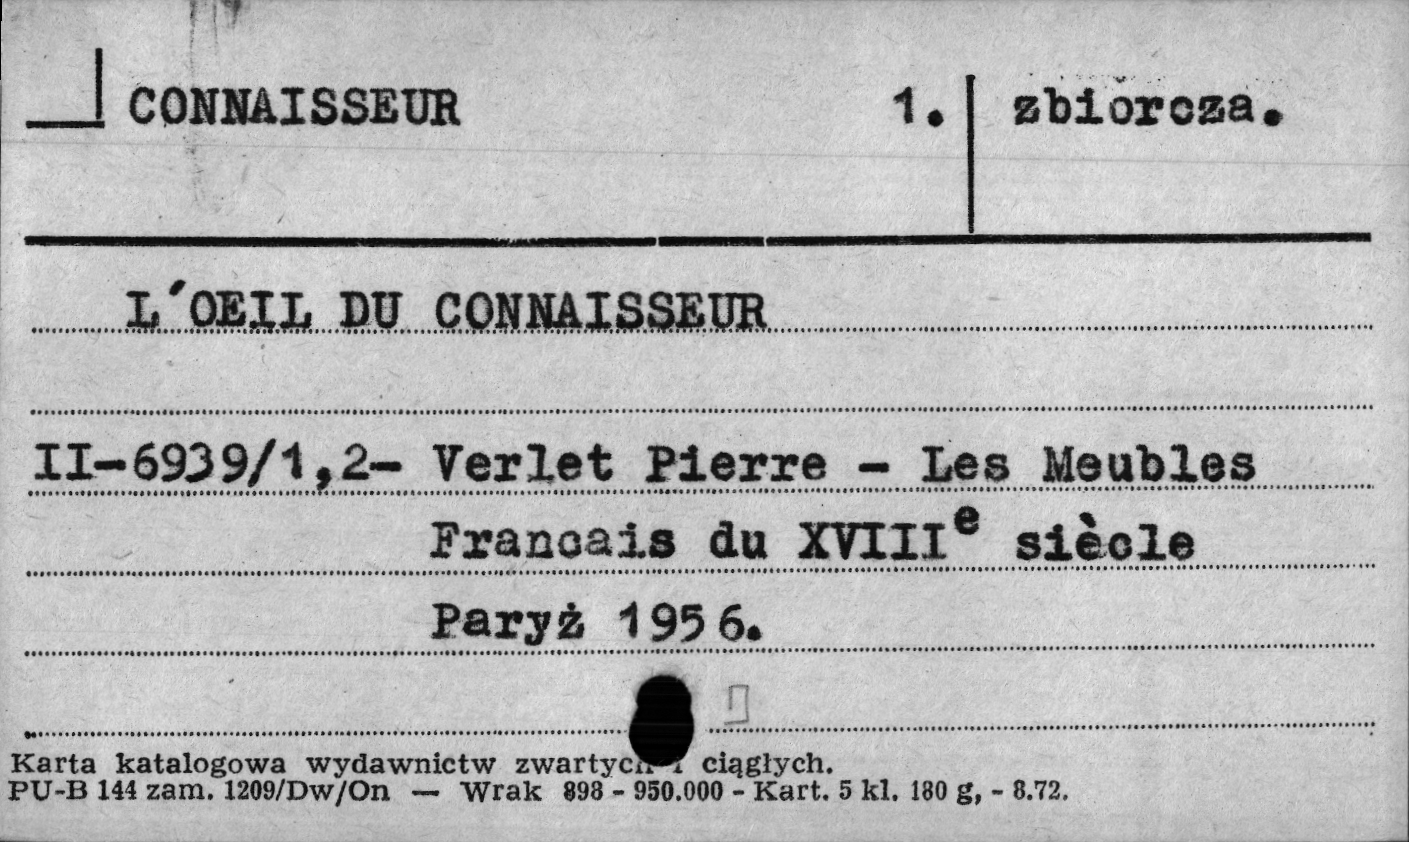 CONNAISSEUR 1. zbiorcza.
L'OEIL DU CONNAISSEUR
II-6939/1,2- Verlet Pierre - Les Meubles
Francais du XVIIIe siècle
Paryż 1956.
Karta katalogowa wydawnictw zwartych i ciągłych.
PU-B 144 zam. 1209/Dw/On — Wrak 898 - 950.000 - Kart. 5 kl. 180 g, - 8.72.